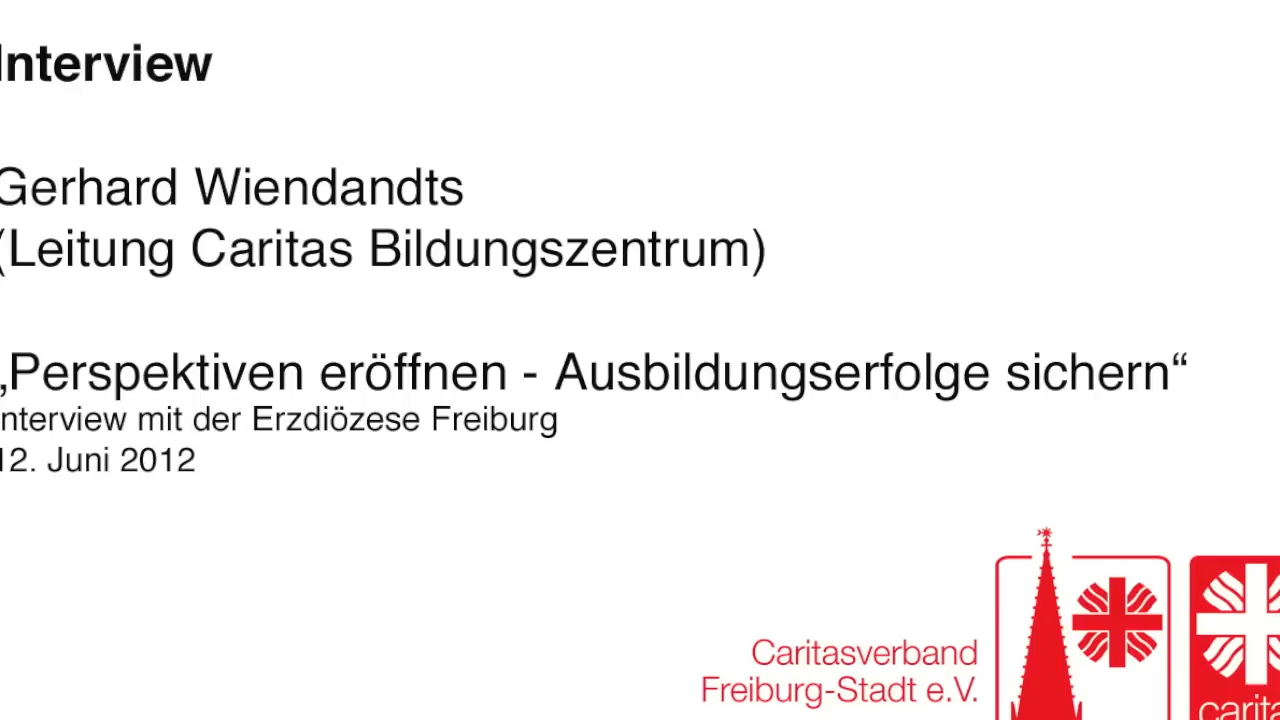 Interview
Gerhard Wiendandts
(Leitung Caritas Bildungszentrum)
„Perspektiven eröffnen - Ausbildungserfolge sichern“
Interview mit der Erzdiözese Freiburg
12. Juni 2012
Caritasverband
Freiburg-Stadt e.V.
carita